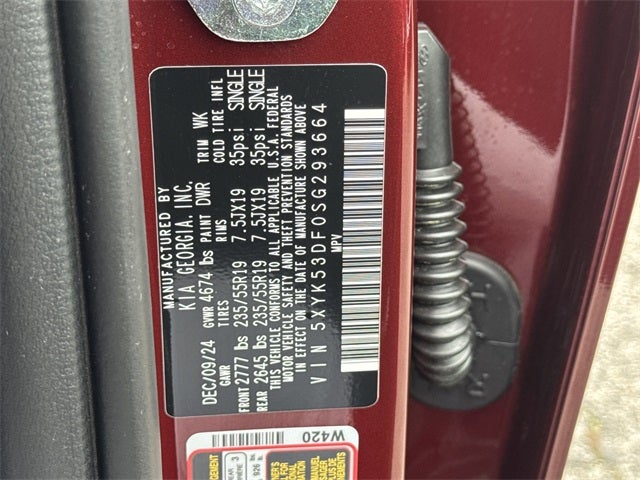 MANUFACTURED BY
KIA GEORGIA, INC.
DEC/09/24 GVWR 4674 lbs PAINT DWR TRIM WK
GAWR TIRES RIMS COLD TIRE INFL
FRONT 2777 lbs 235/55R19 7.5JX19 35psi SINGLE
REAR 2645 lbs 235/55R19 7.5JX19 35psi SINGLE
THIS VEHICLE CONFORMS TO ALL APPLICABLE U.S.A. FEDERAL
MOTOR VEHICLE SAFETY AND THEFT PREVENTION STANDARDS
IN EFFECT ON THE DATE OF MANUFACTURE SHOWN ABOVE
VIN 5XYK53DF0SG293664
MPV
W420